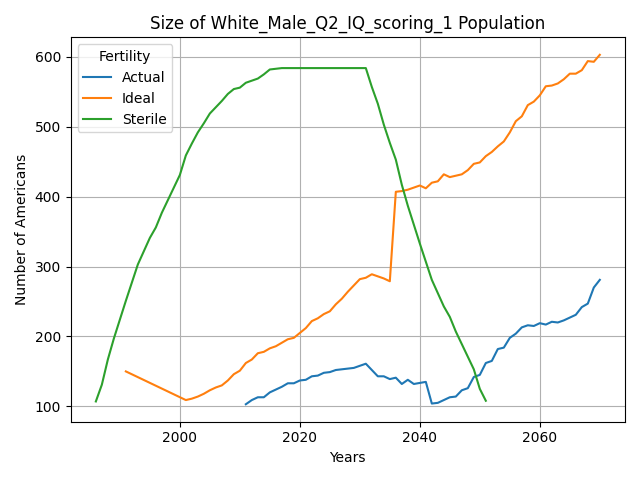 Size of White_Male_Q2_IQ_scoring_1 Population
Fertility
Actual
Ideal
Sterile
Number of Americans
600
500
400
300
200
100
2000
2020
2040
2060
Years